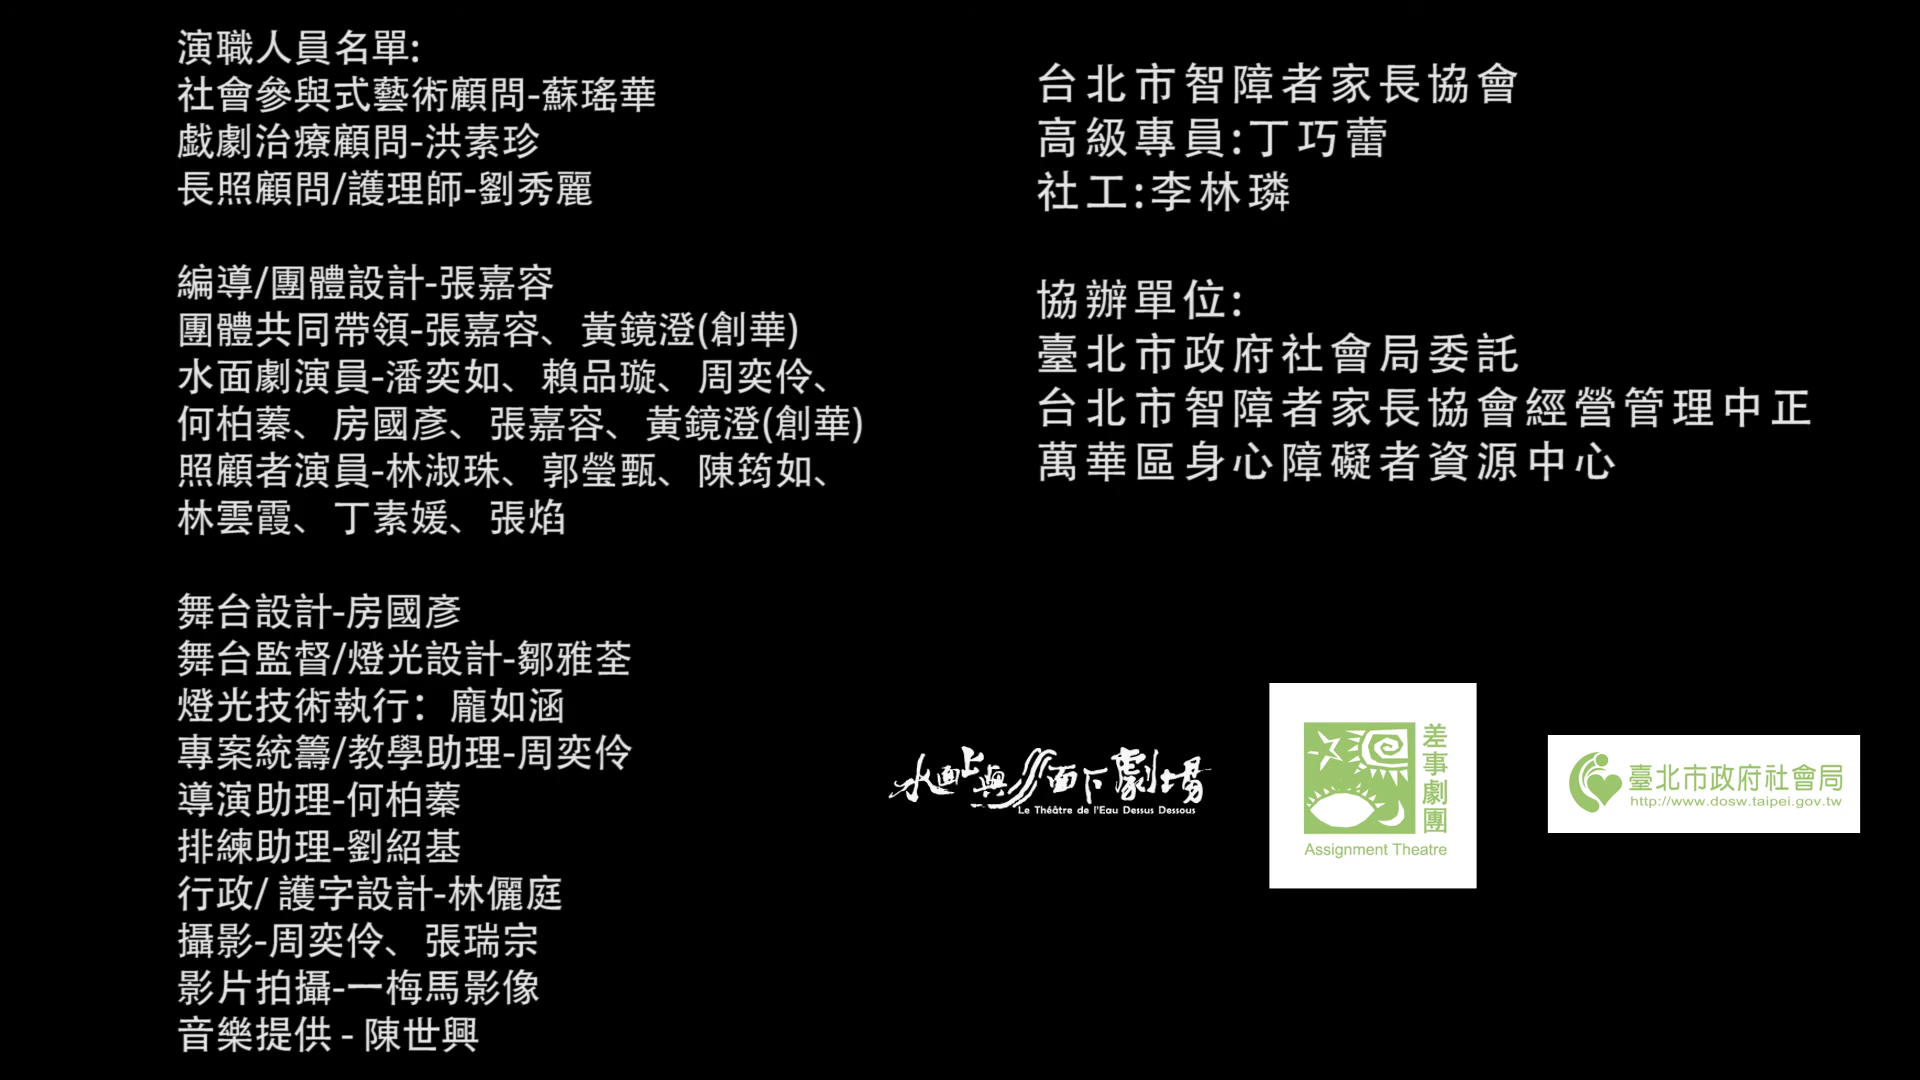 演職人員名單:
社會參與式藝術顧問-蘇瑤華
戲劇治療顧問-洪素珍
長照顧問/護理師-劉秀麗
編導/團體設計-張嘉容
團體共同帶領-張嘉容、黃鏡澄(創華)
水面劇演員-潘奕如、賴品璇、周奕伶、
何柏蓁、房國彥、張嘉容、黃鏡澄(創華)
照顧者演員-林淑珠、郭瑩甄、陳筠如、
林雲霞、丁素媛、張焰
舞台設計-房國彥
舞台監督/燈光設計-鄒雅荃
燈光技術執行：龐如涵
專案統籌/教學助理-周奕伶
導演助理-何柏蓁
排練助理-劉紹基
行政/ 護字設計-林儷庭
攝影-周奕伶、張瑞宗
影片拍攝-一梅馬影像
音樂提供 - 陳世興
台北市智障者家長協會
高級專員:丁巧蕾
社工:李林璘
協辦單位:
臺北市政府社會局委託
台北市智障者家長協會經營管理中正
萬華區身心障礙者資源中心
水面上與水面下劇場
Le Théâtre de l'Eau Dessus Dessous
差事劇團
Assignment Theatre
臺北市政府社會局
http://www.dosw.taipei.gov.tw